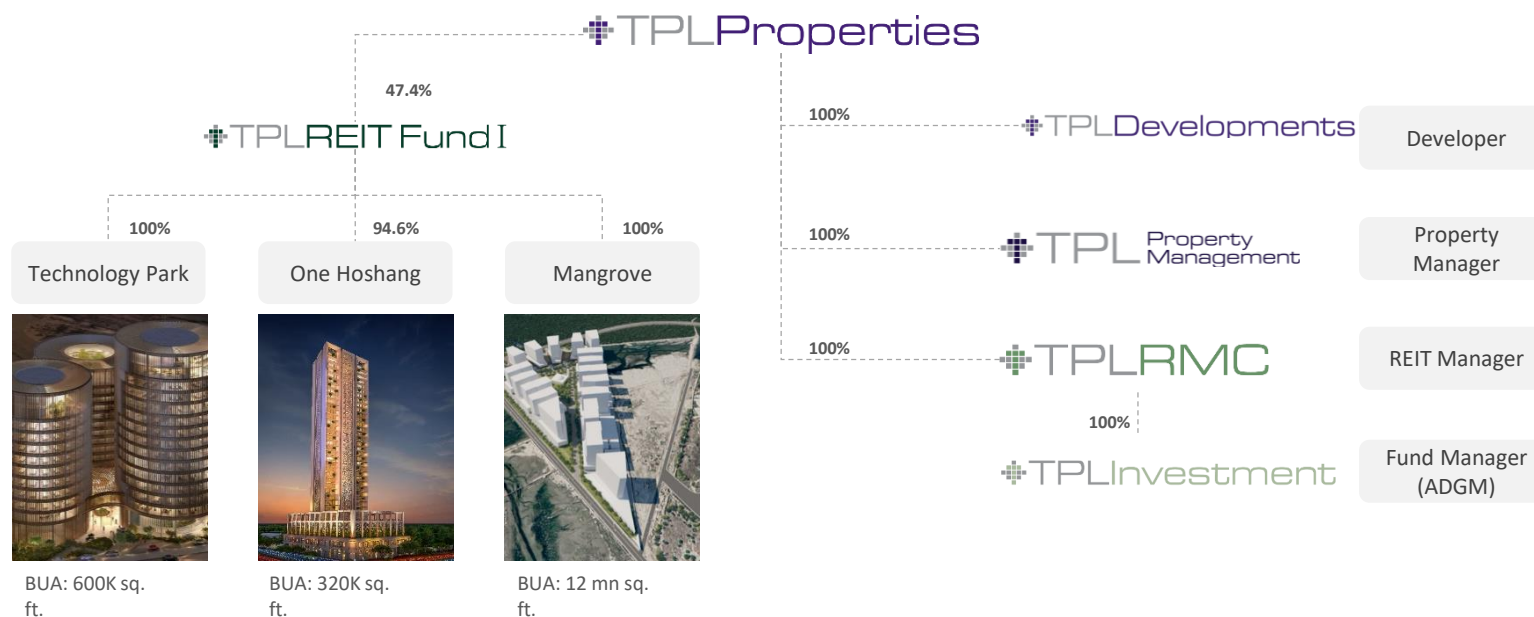 TPLProperties
47.4%
TPLREIT Fund I
100%
94.6%
100%
Technology Park
One Hoshang
Mangrove
BUA: 600K sq.
ft.
BUA: 320K sq.
ft.
BUA: 12 mn sq.
ft.
100%
TPLDevelopments
Developer
100%
TPL Property
Management
Property
Manager
100%
TPLRMC
REIT Manager
100%
TPLInvestment
Fund Manager
(ADGM)